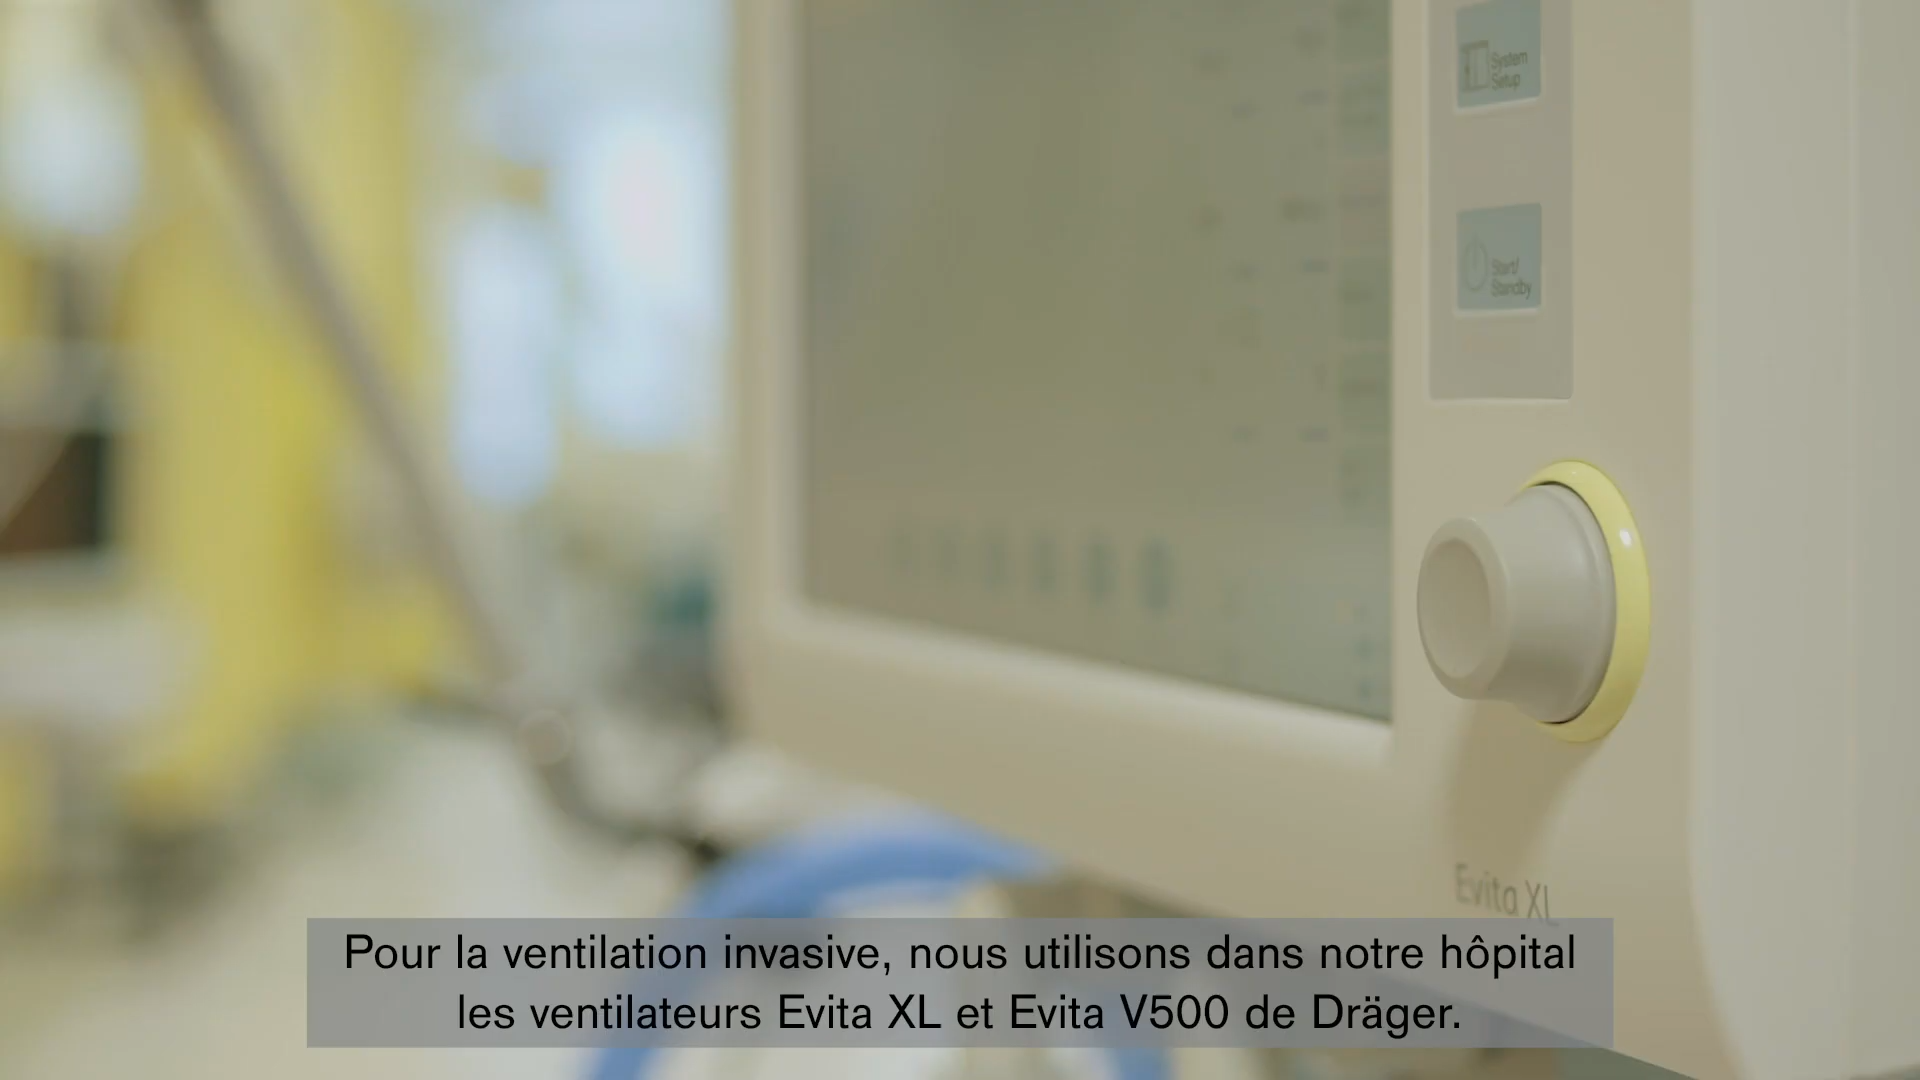 System
Setup
Start/
Standby
Evita XL
Pour la ventilation invasive, nous utilisons dans notre hôpital
les ventilateurs Evita XL et Evita V500 de Dräger.